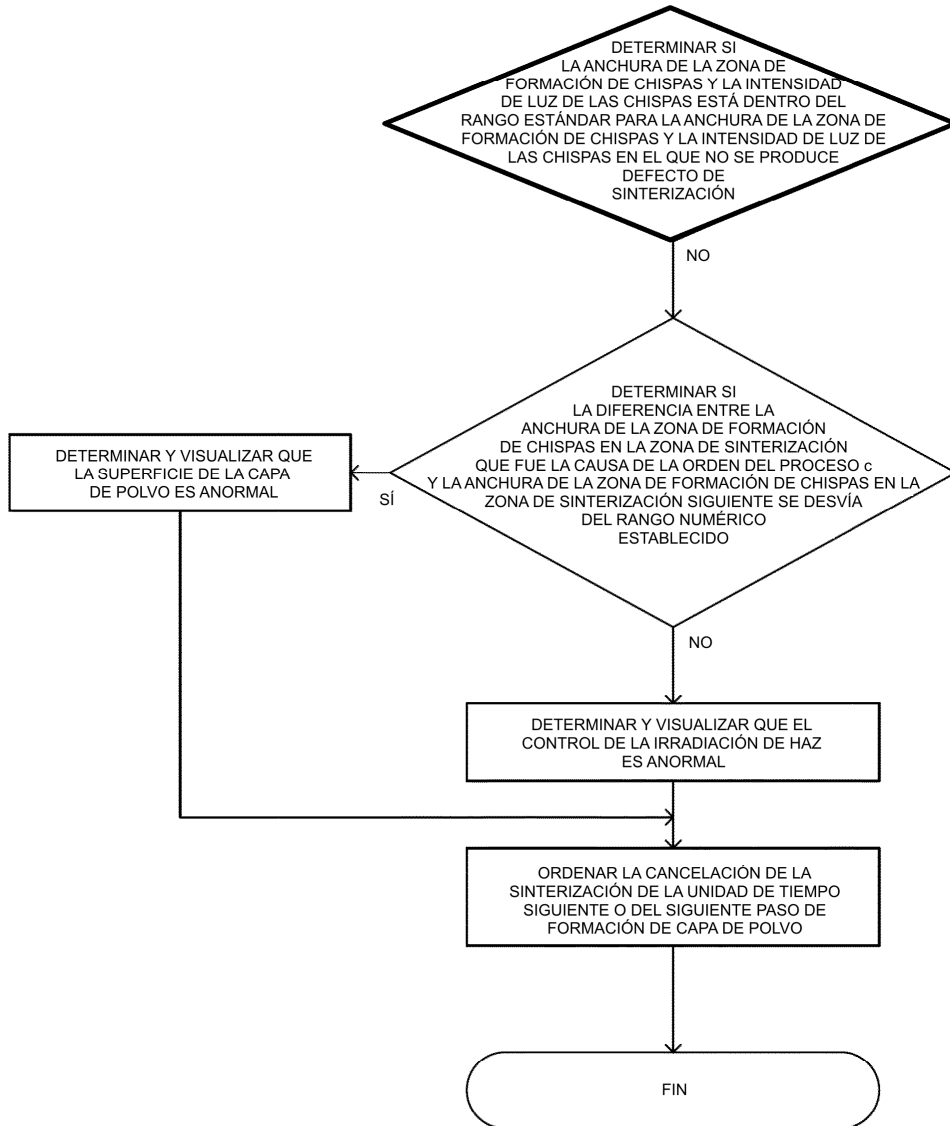 DETERMINAR SI
LA ANCHURA DE LA ZONA DE
FORMACIÓN DE CHISPAS Y LA INTENSIDAD
DE LUZ DE LAS CHISPAS ESTÁ DENTRO DEL
RANGO ESTÁNDAR PARA LA ANCHURA DE LA ZONA DE
FORMACIÓN DE CHISPAS Y LA INTENSIDAD DE LUZ DE
LAS CHISPAS EN EL QUE NO SE PRODUCE
DEFECTO DE
SINTERIZACIÓN
NO
DETERMINAR SI
LA DIFERENCIA ENTRE LA
ANCHURA DE LA ZONA DE FORMACIÓN
DE CHISPAS EN LA ZONA DE SINTERIZACIÓN
QUE FUE LA CAUSA DE LA ORDEN DEL PROCESO c
Y LA ANCHURA DE LA ZONA DE FORMACIÓN DE CHISPAS EN LA
ZONA DE SINTERIZACIÓN SIGUIENTE SE DESVÍA
DEL RANGO NUMÉRICO
ESTABLECIDO
SÍ
DETERMINAR Y VISUALIZAR QUE
LA SUPERFICIE DE LA CAPA
DE POLVO ES ANORMAL
NO
DETERMINAR Y VISUALIZAR QUE EL
CONTROL DE LA IRRADIACIÓN DE HAZ
ES ANORMAL
ORDENAR LA CANCELACIÓN DE LA
SINTERIZACIÓN DE LA UNIDAD DE TIEMPO
SIGUIENTE O DEL SIGUIENTE PASO DE
FORMACIÓN DE CAPA DE POLVO
FIN